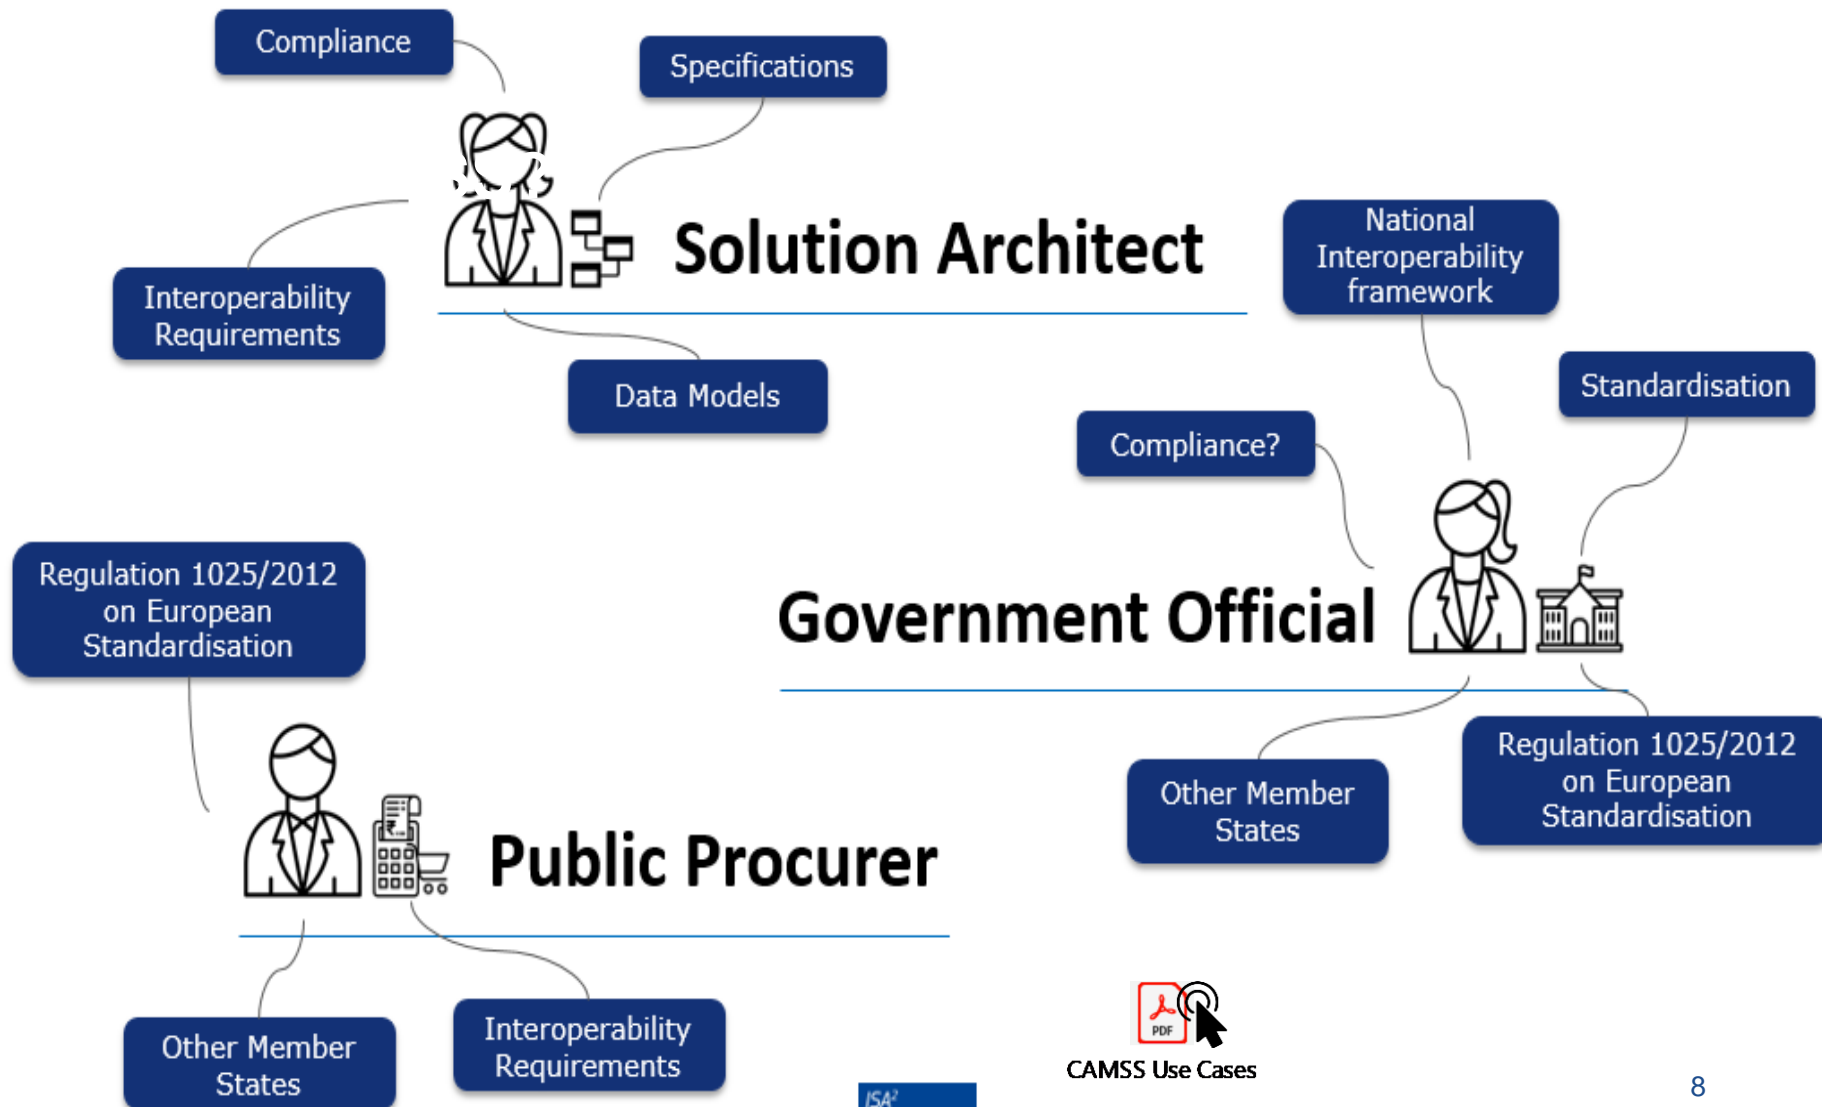 Compliance
Specifications
Solution Architect
Interoperability
Requirements
Data Models
National
Interoperability
framework
Standardisation
Compliance?
Government Official
Regulation 1025/2012
on European
Standardisation
Other Member
States
Regulation 1025/2012
on European
Standardisation
Public Procurer
Other Member
States
Interoperability
Requirements
PDF
CAMSS Use Cases
ISA²
8